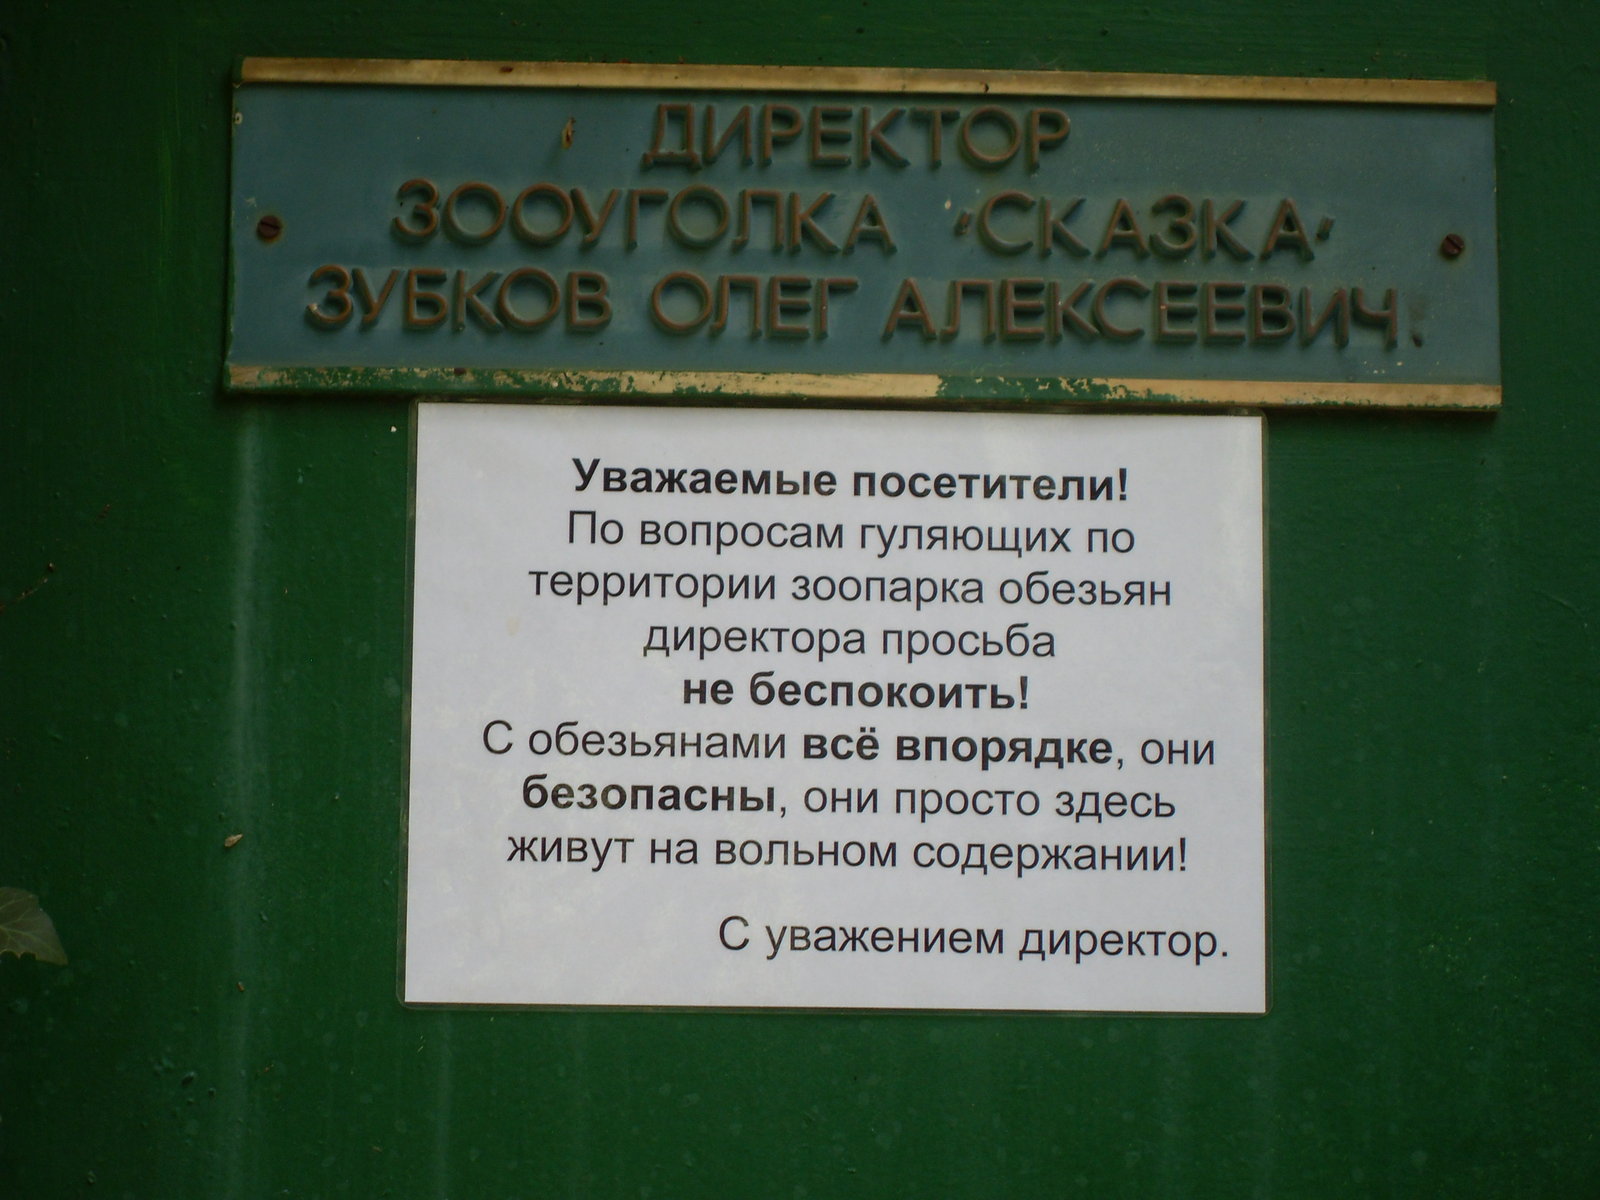 ДИРЕКТОР
ЗООУГОЛКА "СКАЗКА"
ЗУБКОВ ОЛЕГ АЛЕКСЕЕВИЧ.
Уважаемые посетители!
По вопросам гуляющих по
территории зоопарка обезьян
директора просьба
не беспокоить!
С обезьянами всё впорядке, они
безопасны, они просто здесь
живут на вольном содержании!
С уважением директор.